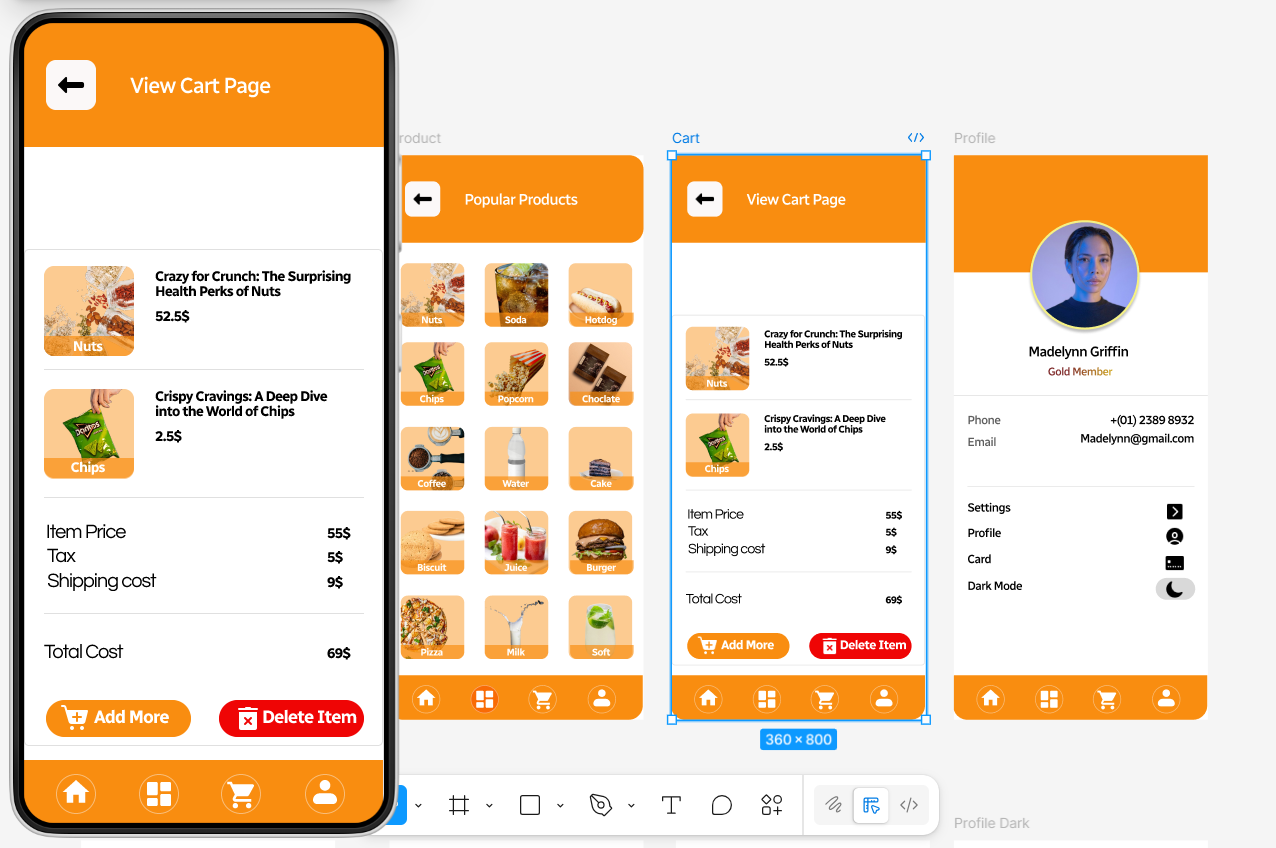 View Cart Page
Crazy for Crunch: The Surprising
Health Perks of Nuts
52.5$
Nuts
Crispy Cravings: A Deep Dive
into the World of Chips
2.5$
Doritos
Chips
Item Price 55$
Tax 5$
Shipping cost 9$
Total Cost 69$
Add More Delete Item
roduct
Popular Products
Nuts Soda Hotdog
Chips Popcorn Choclate
Coffee Water Cake
Biscuit Juice Burger
Pizza Milk Soft
Cart </>
View Cart Page
Crazy for Crunch: The Surprising
Health Perks of Nuts
52.5$
Nuts
Crispy Cravings: A Deep Dive
into the World of Chips
2.5$
Chips
Item Price 55$
Tax 5$
Shipping cost 9$
Total Cost 69$
Add More Delete Item
360 × 800
Profile
Madelynn Griffin
Gold Member
Phone +(01) 2389 8932
Email Madelynn@gmail.com
Settings
Profile
Card
Dark Mode
T </>
Profile Dark